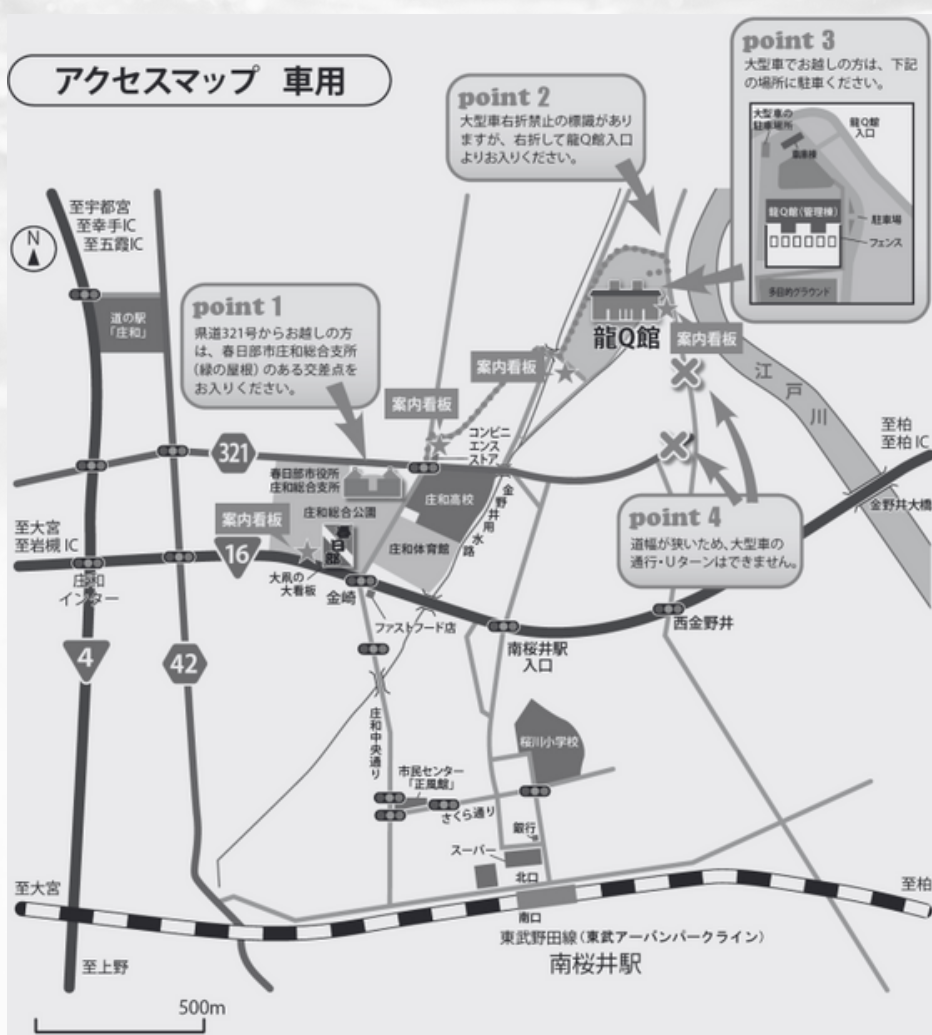 アクセスマップ 車用
point 3
大型車でお越しの方は、下記
の場所に駐車ください。
大型車の
駐車場所
龍Q館
入口
龍Q館(管理棟)
駐車場
フェンス
多目的グラウンド
point 2
大型車右折禁止の標識があり
ますが、右折して龍Q館入口
よりお入りください。
至宇都宮
至幸手IC
至五霞IC
N
道の駅
「庄和」
point 1
県道321号からお越しの方
は、春日部市庄和総合支所
(緑の屋根)のある交差点を
お入りください。
龍Q館
案内看板
案内看板
案内看板
江戸川
321
コンビニ
エンス
ストア
春日部市役所
庄和総合支所
庄和高校
金野井用水路
至柏
至柏 IC
金野井大橋
至大宮
至岩槻 IC
案内看板
庄和総合公園
春日部
庄和体育館
16
point 4
道幅が狭いため、大型車の
通行・Uターンはできません。
庄和
インター
大凧の
大看板
金崎
ファストフード店
南桜井駅
入口
西金野井
4
42
庄和中央通り
桜川小学校
市民センター
「正風館」
さくら通り
銀行
スーパー
北口
至大宮
至柏
南口
東武野田線(東武アーバンパークライン)
南桜井駅
至上野
500m